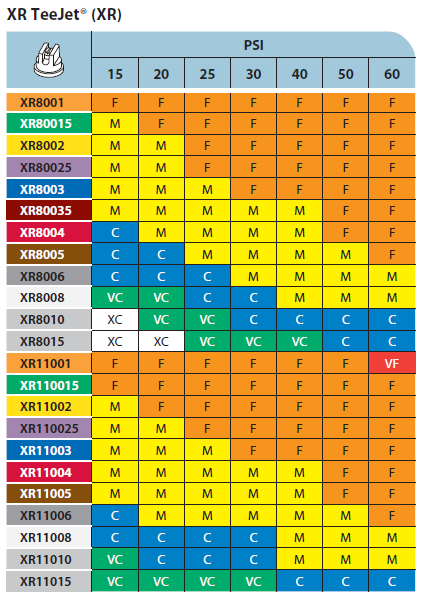 XR TeeJet® (XR)
PSI
15 20 25 30 40 50 60
XR8001 F F F F F F F
XR80015 M F F F F F F
XR8002 M M F F F F F
XR80025 M M F F F F F
XR8003 M M M F F F F
XR80035 M M M M M F F
XR8004 C M M M M F F
XR8005 C C M M M M F
XR8006 C C C M M M M
XR8008 VC VC C C M M M
XR8010 XC VC VC C C C C
XR8015 XC XC VC VC VC C C
XR11001 F F F F F F VF
XR110015 F F F F F F F
XR11002 M F F F F F F
XR110025 M M F F F F F
XR11003 M M M F F F F
XR11004 M M M M M F F
XR11005 M M M M M F F
XR11006 C M M M M M F
XR11008 C C C C M M M
XR11010 VC C C C M M M
XR11015 VC VC VC VC C C C